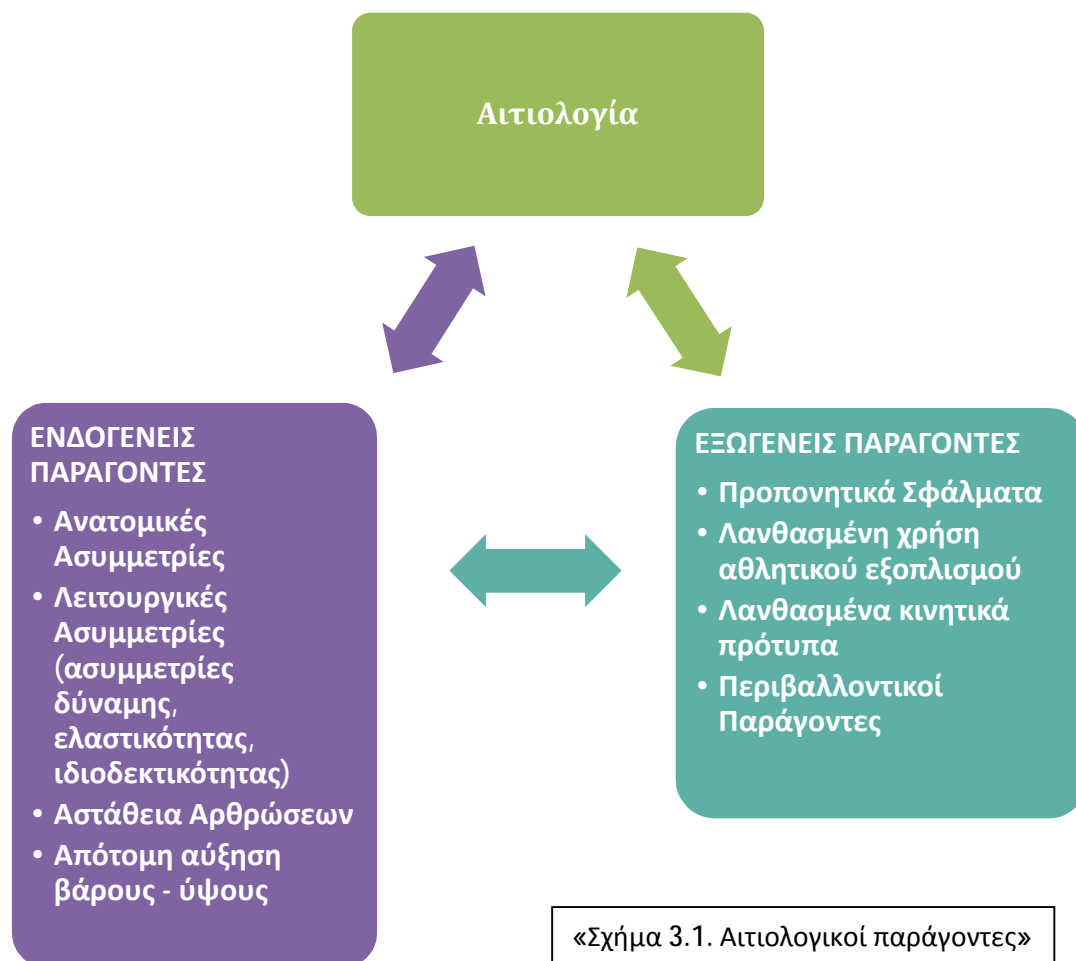 Αιτιολογία
ΕΝΔΟΓΕΝΕΙΣ
ΠΑΡΑΓΟΝΤΕΣ
• Ανατομικές
Ασυμμετρίες
• Λειτουργικές
Ασυμμετρίες
(ασυμμετρίες
δύναμης,
ελαστικότητας,
ιδιοδεκτικότητας)
• Αστάθεια Αρθρώσεων
• Απότομη αύξηση
βάρους - ύψους
ΕΞΩΓΕΝΕΙΣ ΠΑΡΑΓΟΝΤΕΣ
• Προπονητικά Σφάλματα
• Λανθασμένη χρήση
αθλητικού εξοπλισμού
• Λανθασμένα κινητικά
πρότυπα
• Περιβαλλοντικοί
Παράγοντες
«Σχήμα 3.1. Αιτιολογικοί παράγοντες»